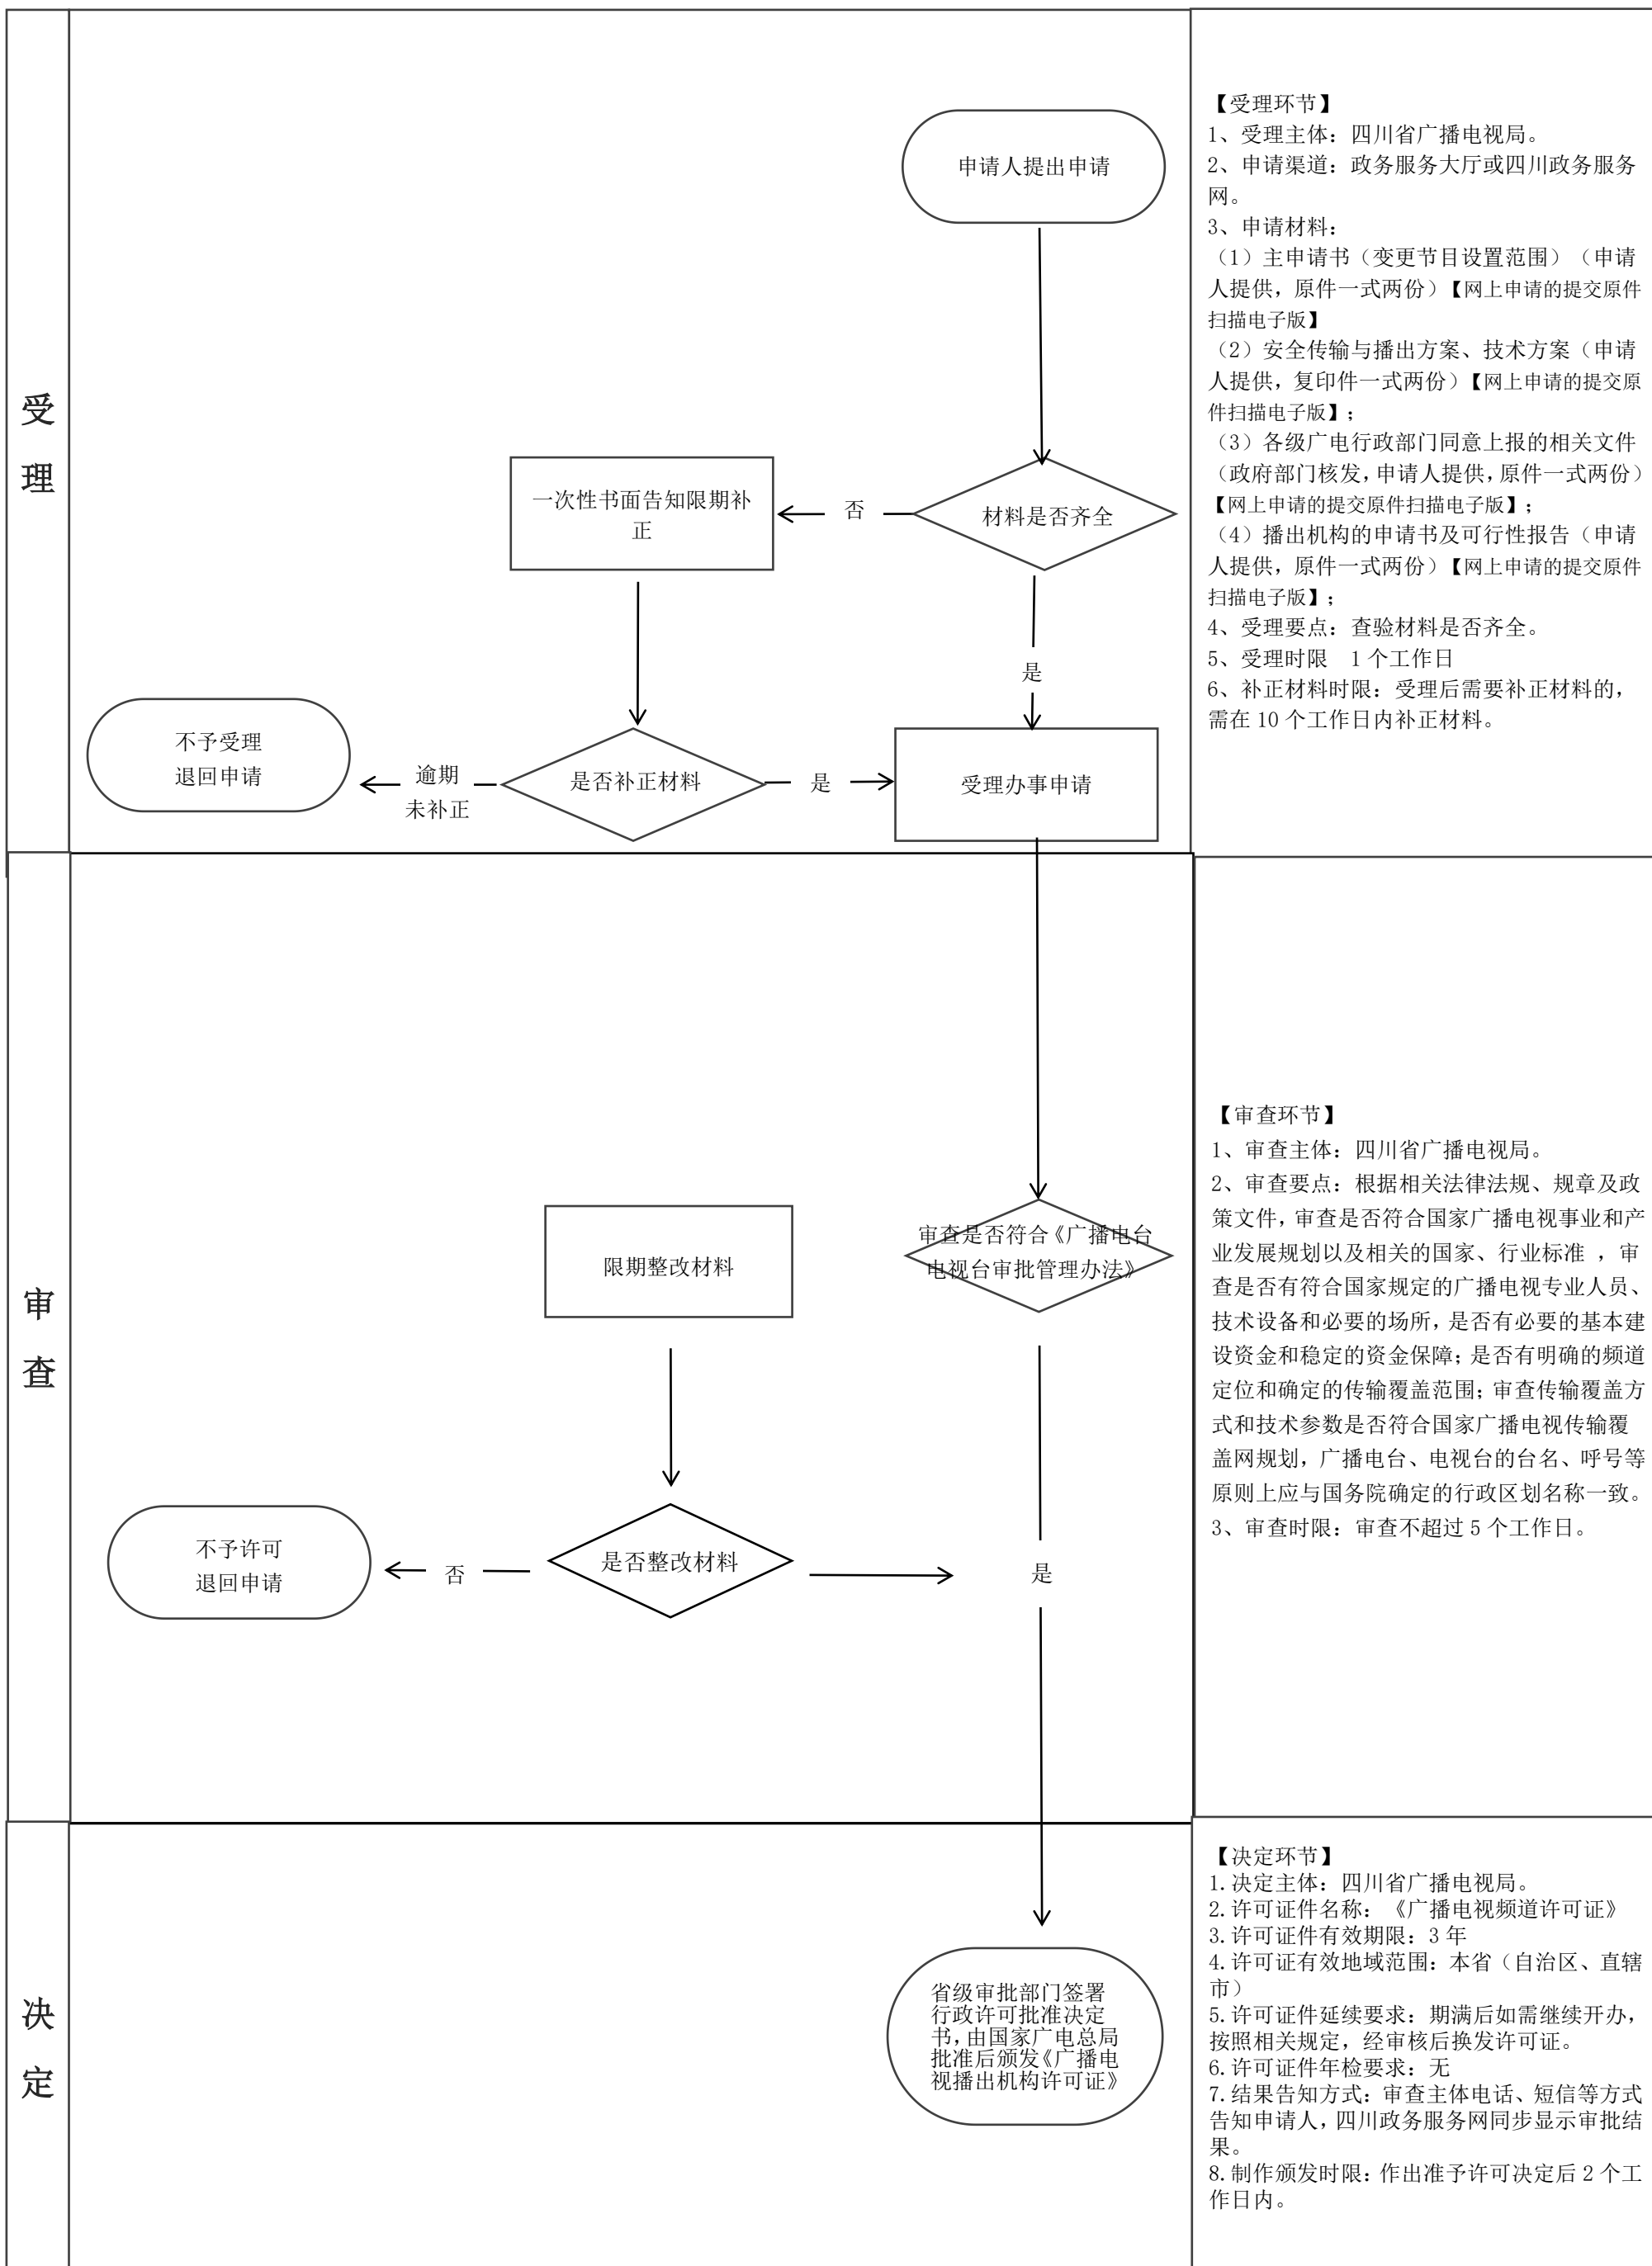 受
理
申请人提出申请
材料是否齐全
否
一次性书面告知限期补
正
是
不予受理
退回申请
逾期
未补正
是否补正材料
是
受理办事申请
【受理环节】
1、受理主体：四川省广播电视局。
2、申请渠道：政务服务大厅或四川政务服务
网。
3、申请材料：
（1）主申请书（变更节目设置范围）（申请
人提供，原件一式两份）【网上申请的提交原件
扫描电子版】
（2）安全传输与播出方案、技术方案（申请
人提供，复印件一式两份）【网上申请的提交原
件扫描电子版】；
（3）各级广电行政部门同意上报的相关文件
（政府部门核发，申请人提供，原件一式两份）
【网上申请的提交原件扫描电子版】；
（4）播出机构的申请书及可行性报告（申请
人提供，原件一式两份）【网上申请的提交原件
扫描电子版】；
4、受理要点：查验材料是否齐全。
5、受理时限 1 个工作日
6、补正材料时限：受理后需要补正材料的，
需在 10 个工作日内补正材料。
审
查
审查是否符合《广播电台
电视台审批管理办法》
限期整改材料
是否整改材料
否
不予许可
退回申请
是
【审查环节】
1、审查主体：四川省广播电视局。
2、审查要点：根据相关法律法规、规章及政
策文件，审查是否符合国家广播电视事业和产
业发展规划以及相关的国家、行业标准 ，审
查是否有符合国家规定的广播电视专业人员、
技术设备和必要的场所，是否有必要的基本建
设资金和稳定的资金保障；是否有明确的频道
定位和确定的传输覆盖范围；审查传输覆盖方
式和技术参数是否符合国家广播电视传输覆
盖网规划，广播电台、电视台的台名、呼号等
原则上应与国务院确定的行政区划名称一致。
3、审查时限：审查不超过 5 个工作日。
决
定
省级审批部门签署
行政许可批准决定
书，由国家广电总局
批准后颁发《广播电
视播出机构许可证》
【决定环节】
1.决定主体：四川省广播电视局。
2.许可证件名称：《广播电视频道许可证》
3.许可证件有效期限：3 年
4.许可证有效地域范围：本省（自治区、直辖
市）
5.许可证件延续要求：期满后如需继续开办，
按照相关规定，经审核后换发许可证。
6.许可证件年检要求：无
7.结果告知方式：审查主体电话、短信等方式
告知申请人，四川政务服务网同步显示审批结
果。
8.制作颁发时限：作出准予许可决定后 2 个工
作日内。